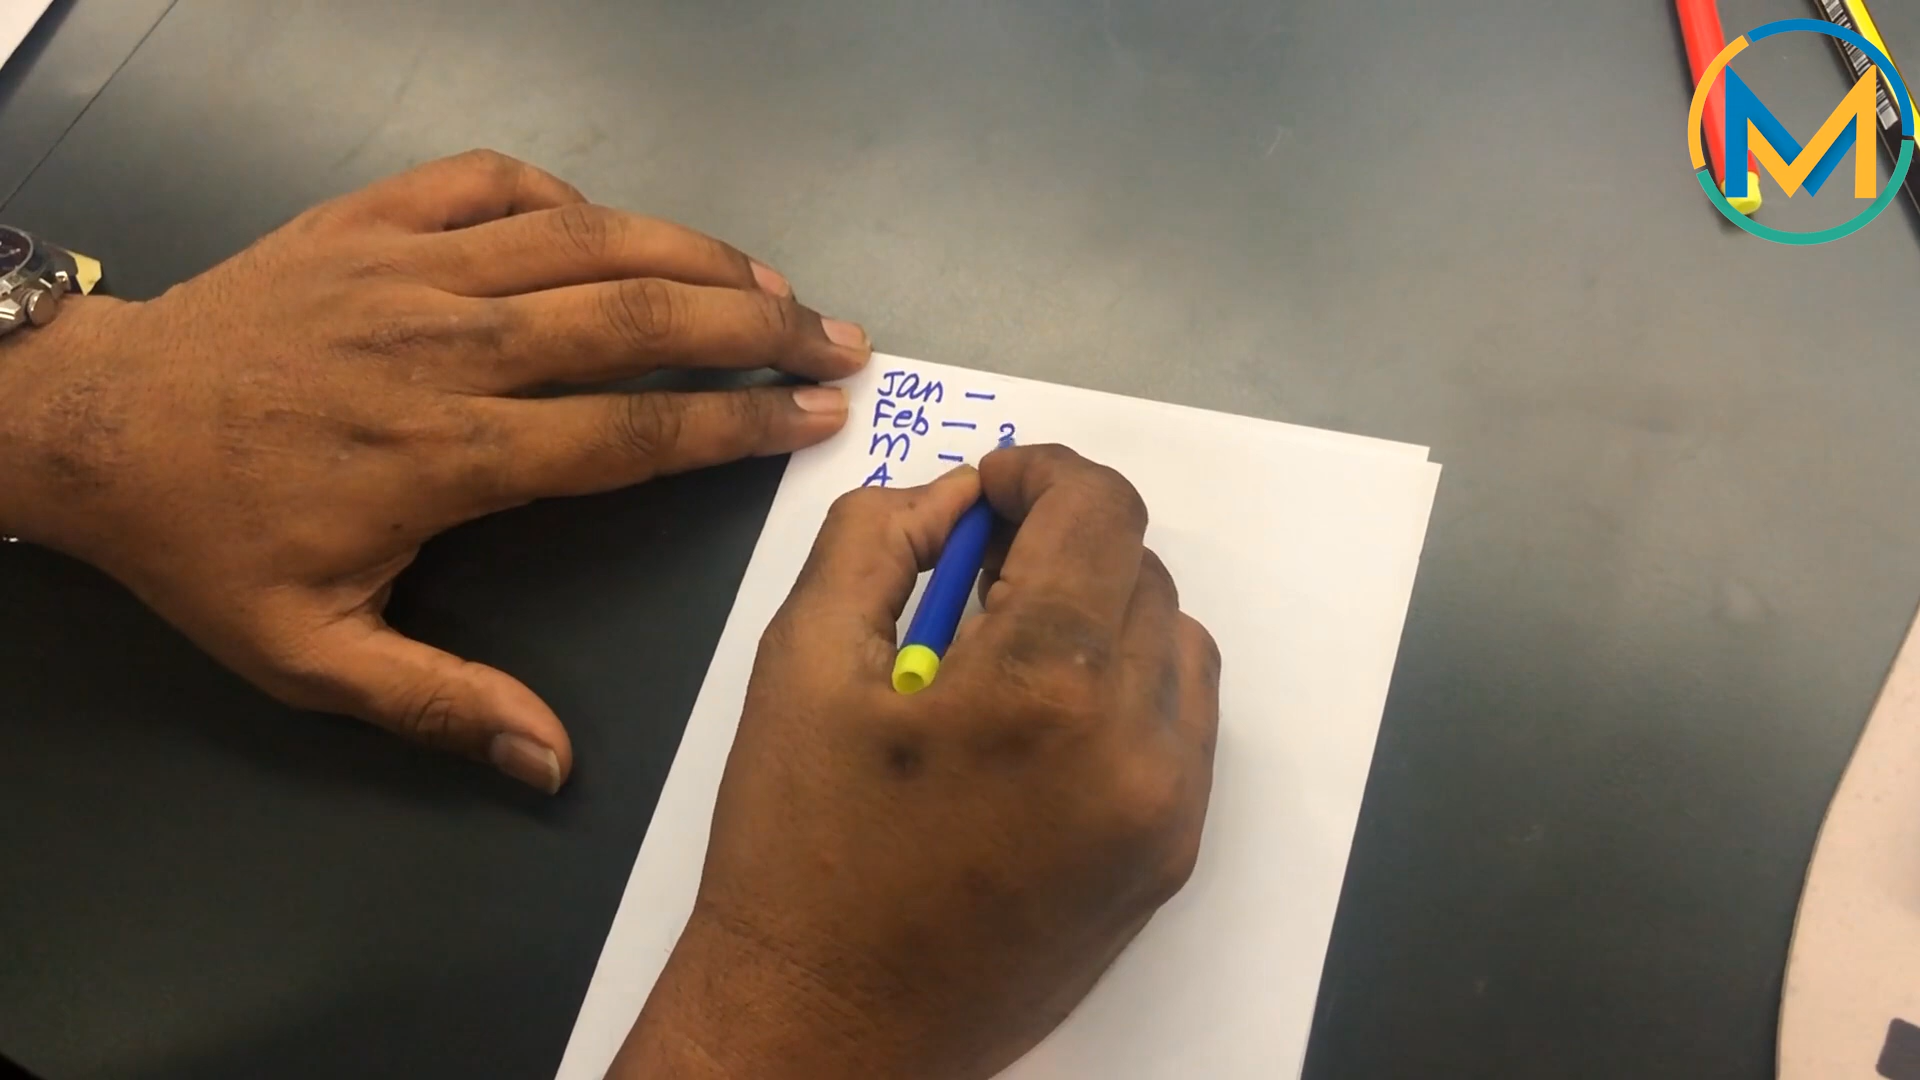 Jan —
Feb — 2
M —
A
M